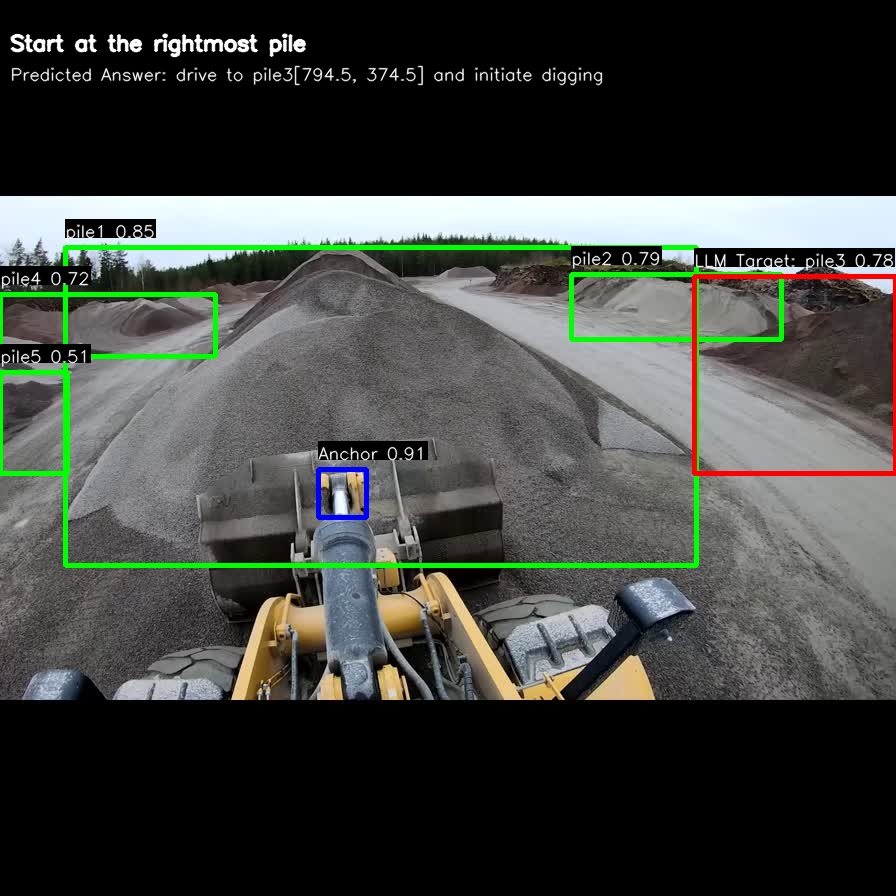 Start at the rightmost pile
Predicted Answer: drive to pile3[794.5, 374.5] and initiate digging
pile1 0.85
pile2 0.79
LLM Target: pile3 0.78
pile4 0.72
pile5 0.51
Anchor 0.91